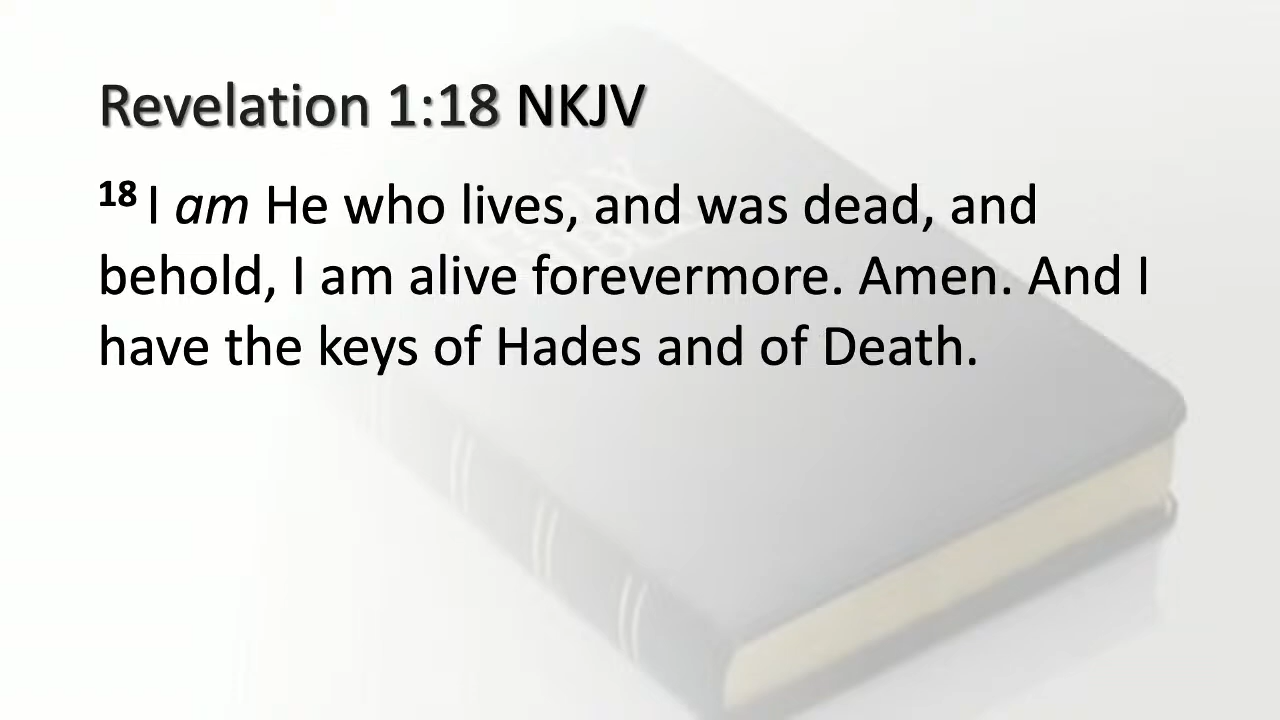 Revelation 1:18 NKJV
18 I am He who lives, and was dead, and
behold, I am alive forevermore. Amen. And I
have the keys of Hades and of Death.